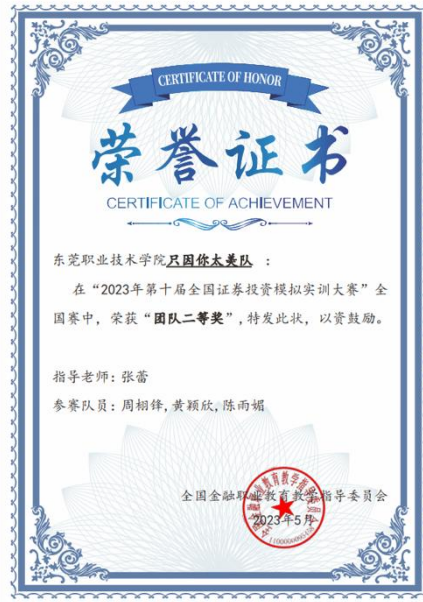 CERTIFICATE OF HONOR
荣誉证书
CERTIFICATE OF ACHIEVEMENT
东莞职业技术学院只因你太美队 :
在“2023年第十届全国证券投资模拟实训大赛”全
国赛中，荣获“团队二等奖”,特发此状，以资鼓励。
指导老师: 张蕾
参赛队员: 周栩锋,黄颖欣,陈雨媚
全国金融职业教育教学指导委员会
2023年5月